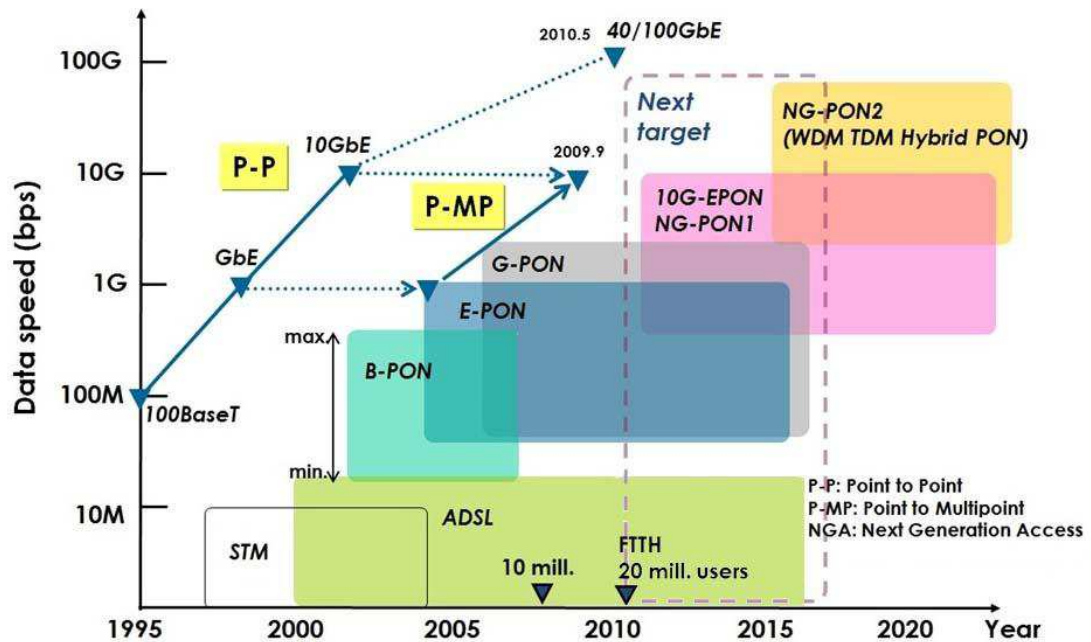 2010.5 40/100GbE
100G
Next
target
NG-PON2
(WDM TDM Hybrid PON)
10GbE
2009.9
P-P
10G
P-MP
10G-EPON
NG-PON1
GbE
G-PON
1G
E-PON
max.
B-PON
100M
100BaseT
min.
P-P: Point to Point
P-MP: Point to Multipoint
NGA: Next Generation Access
10M
ADSL
STM
FTTH
10 mill.
20 mill. users
Data speed (bps)
1995 2000 2005 2010 2015 2020 Year